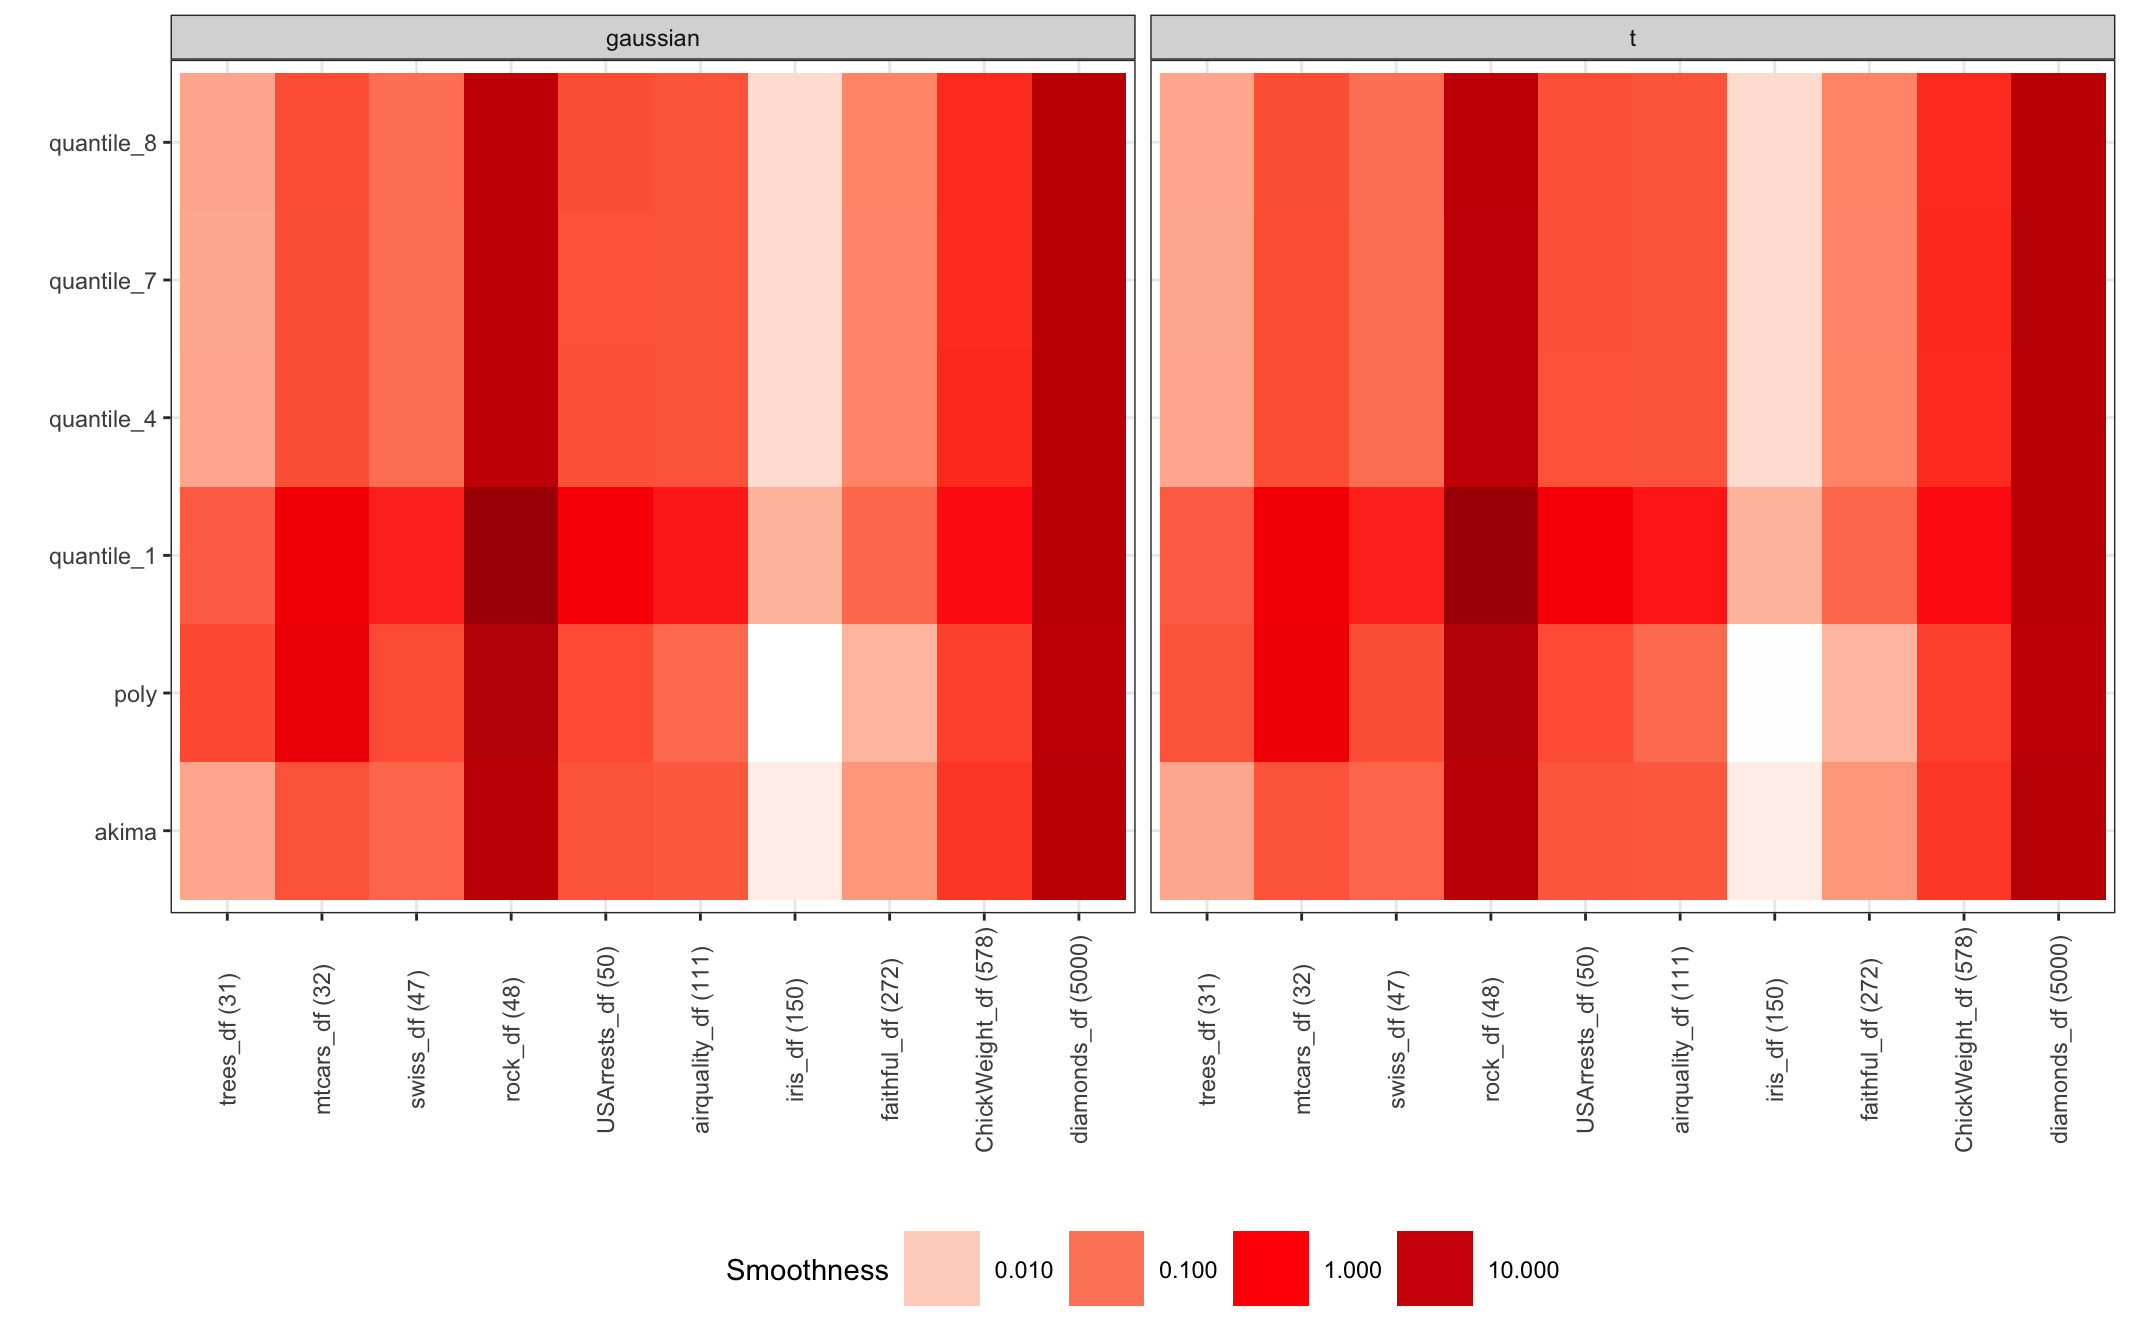 gaussian
t
quantile_8
quantile_7
quantile_4
quantile_1
poly
akima
trees_df (31)
mtcars_df (32)
swiss_df (47)
rock_df (48)
USArrests_df (50)
airquality_df (111)
iris_df (150)
faithful_df (272)
ChickWeight_df (578)
diamonds_df (5000)
trees_df (31)
mtcars_df (32)
swiss_df (47)
rock_df (48)
USArrests_df (50)
airquality_df (111)
iris_df (150)
faithful_df (272)
ChickWeight_df (578)
diamonds_df (5000)
Smoothness 0.010 0.100 1.000 10.000